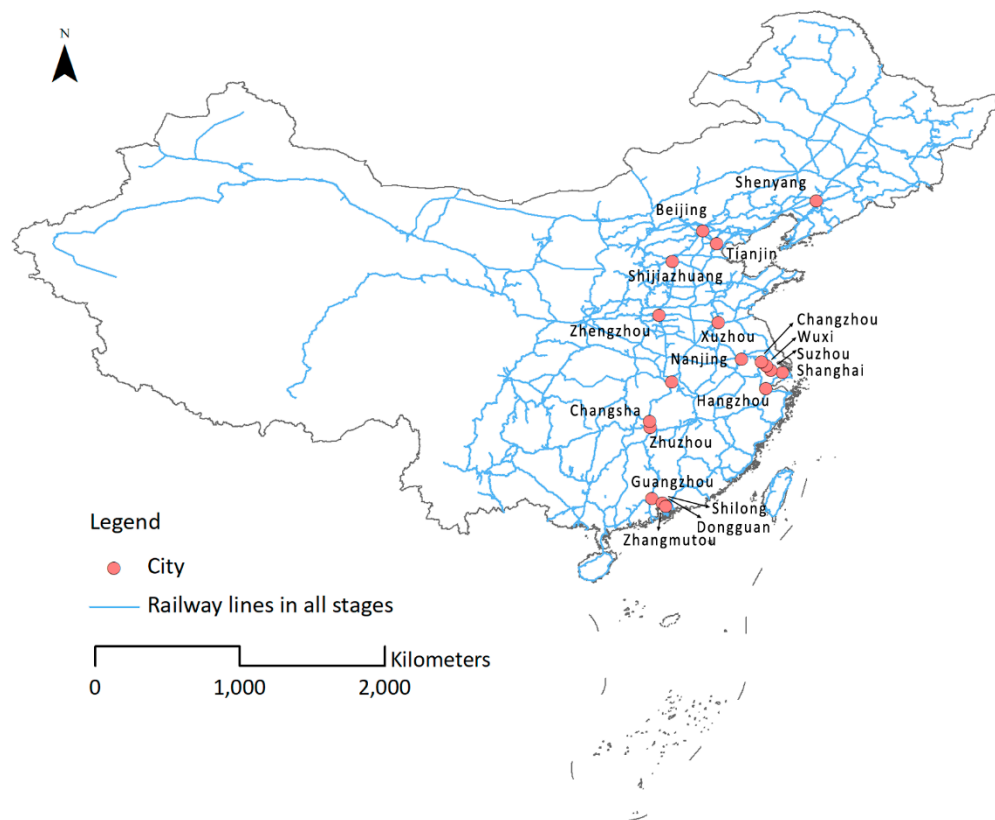 N
Shenyang
Beijing
Tianjin
Shijiazhuang
Zhengzhou
Xuzhou
Changzhou
Wuxi
Suzhou
Shanghai
Nanjing
Hangzhou
Changsha
Zhuzhou
Guangzhou
Shilong
Dongguan
Zhangmutou
Legend
City
Railway lines in all stages
Kilometers
0 1,000 2,000